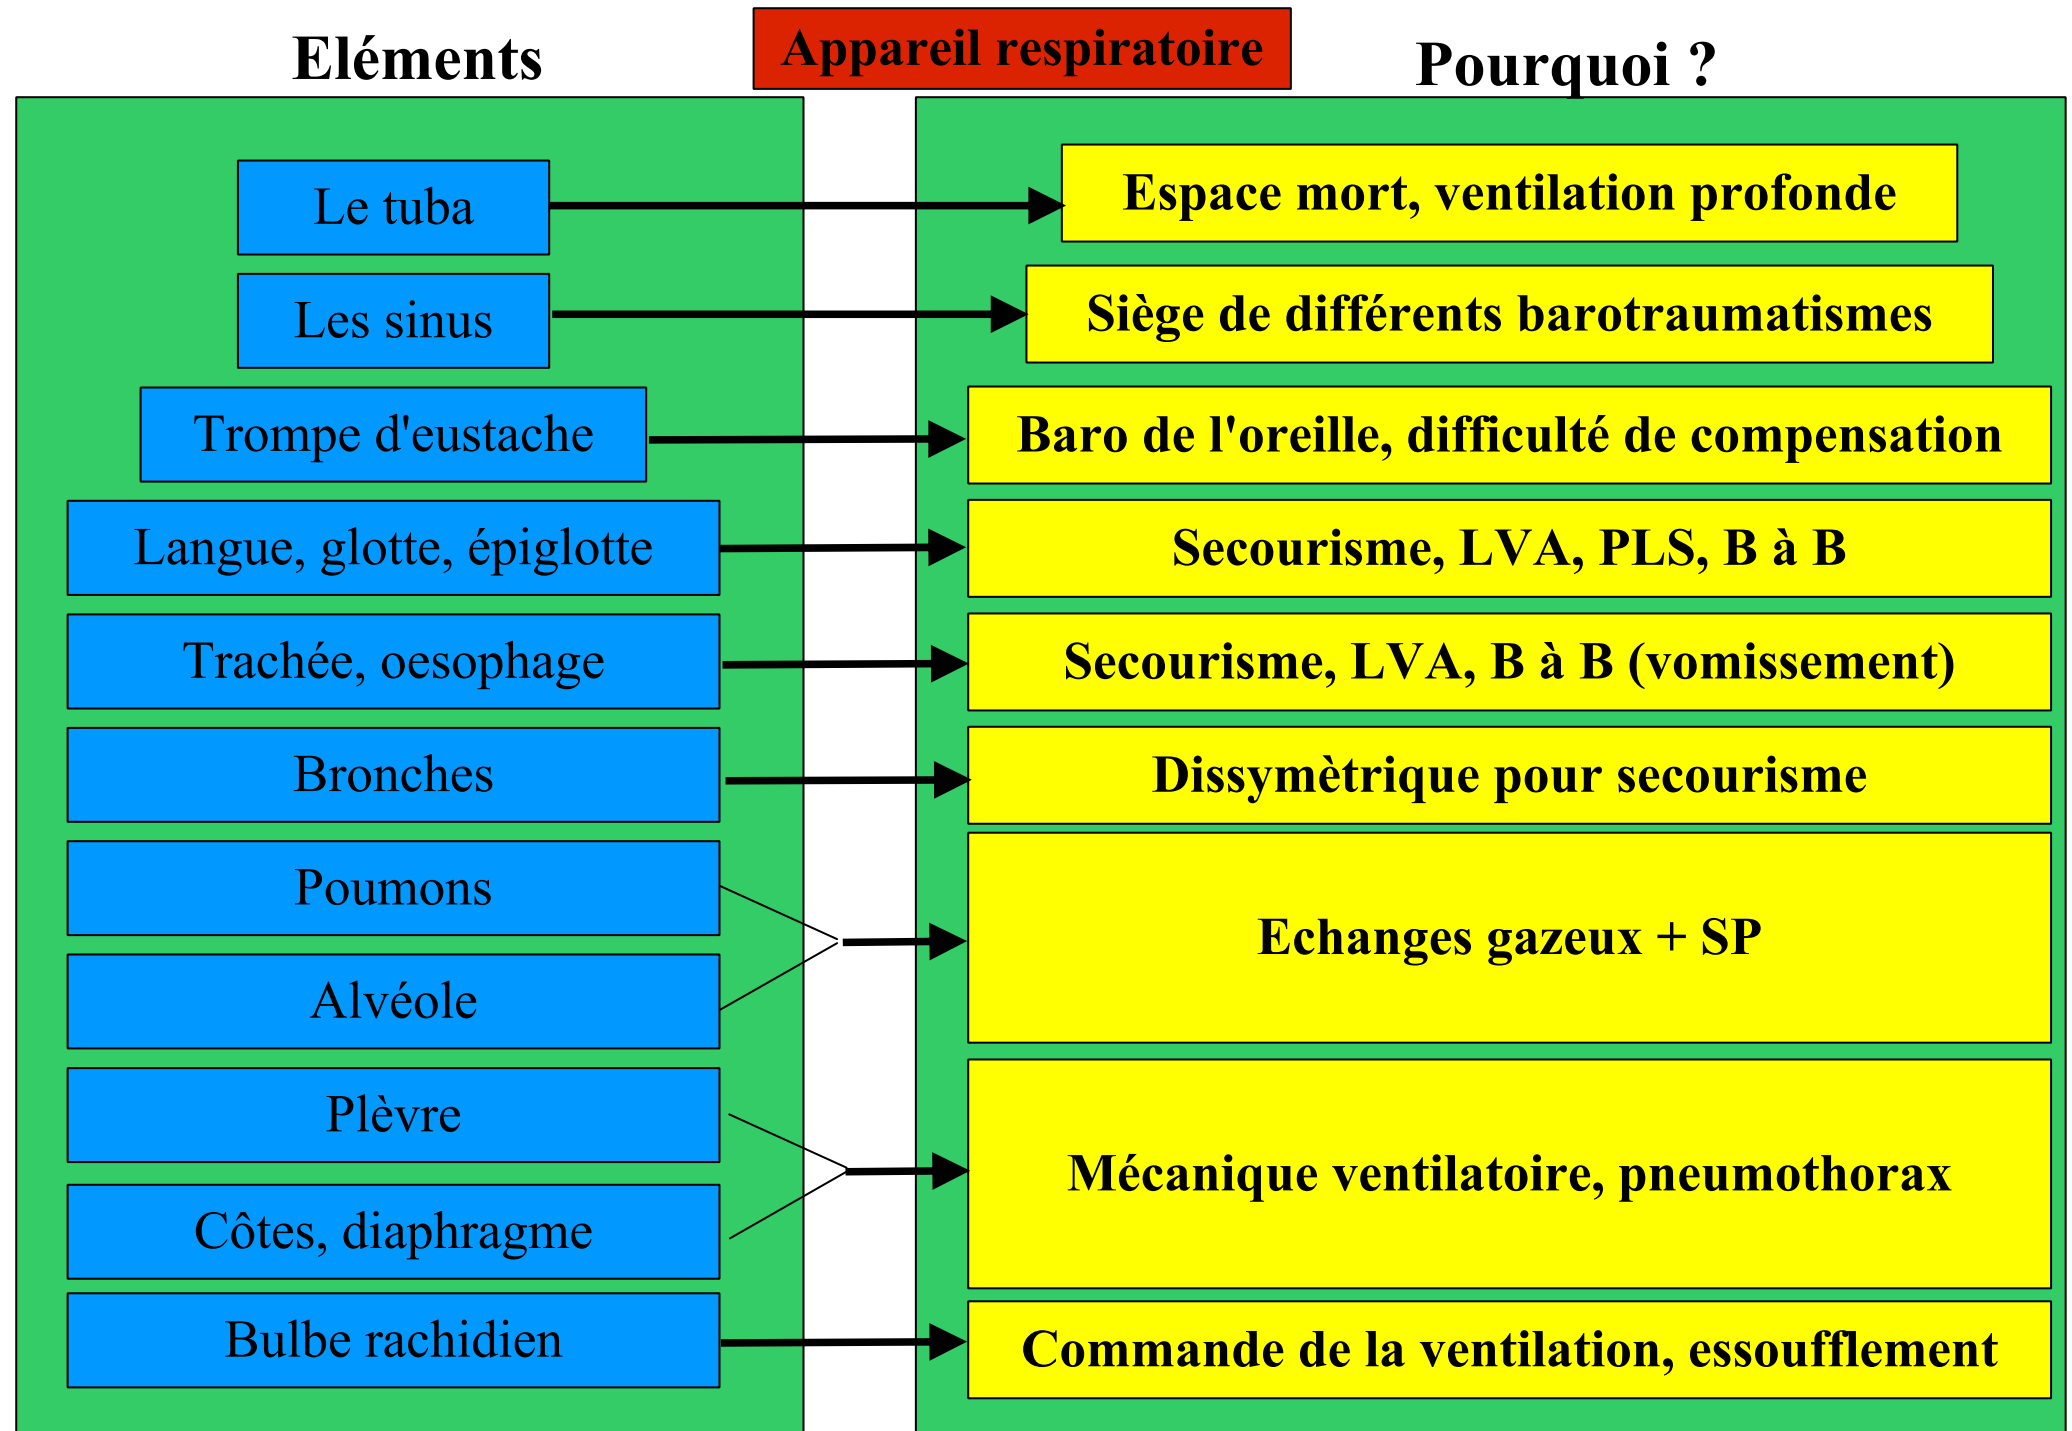 Appareil respiratoire
Eléments
Pourquoi ?
Le tuba
Espace mort, ventilation profonde
Les sinus
Siège de différents barotraumatismes
Trompe d'eustache
Baro de l'oreille, difficulté de compensation
Langue, glotte, épiglotte
Secourisme, LVA, PLS, B à B
Trachée, oesophage
Secourisme, LVA, B à B (vomissement)
Bronches
Dissymètrique pour secourisme
Poumons
Alvéole
Echanges gazeux + SP
Plèvre
Côtes, diaphragme
Mécanique ventilatoire, pneumothorax
Bulbe rachidien
Commande de la ventilation, essoufflement